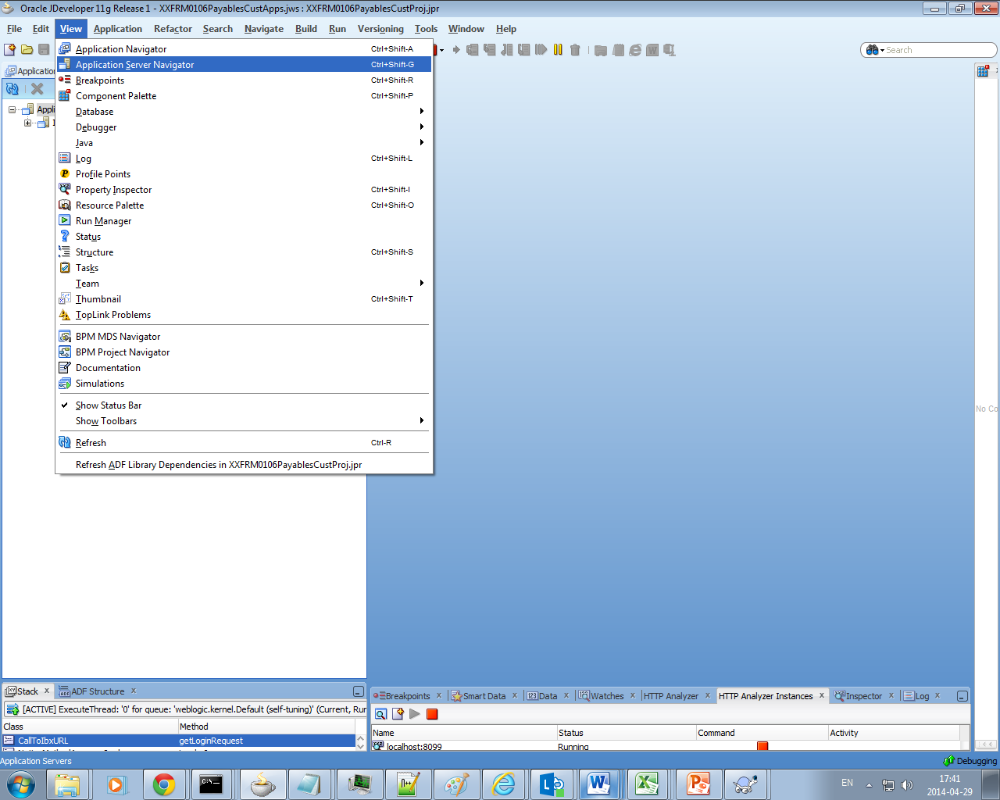 Oracle JDeveloper 11g Release 1 - XXFRM0106PayablesCustApps.jws : XXFRM0106PayablesCustProj.jpr
File Edit View Application Refactor Search Navigate Build Run Versioning Tools Window Help
Search
Application
Application Navigator Ctrl+Shift-A
Application Server Navigator Ctrl+Shift-G
Breakpoints Ctrl+Shift-R
Component Palette Ctrl+Shift-P
Database
Debugger
Java
Log Ctrl+Shift-L
Profile Points
Property Inspector Ctrl+Shift-I
Resource Palette Ctrl+Shift-O
Run Manager
Status
Structure Ctrl+Shift-S
Tasks
Team
Thumbnail Ctrl+Shift-T
TopLink Problems
BPM MDS Navigator
BPM Project Navigator
Documentation
Simulations
Show Status Bar
Show Toolbars
Refresh Ctrl-R
Refresh ADF Library Dependencies in XXFRM0106PayablesCustProj.jpr
Appli
No Co
Stack ADF Structure
[ACTIVE] ExecuteThread: '0' for queue: 'weblogic.kernel.Default (self-tuning)' (Current, Run
Class Method
CallToIbxURL getLoginRequest
Breakpoints Smart Data Data Watches HTTP Analyzer HTTP Analyzer Instances Inspector Log
Name Status Command Activity
localhost:8099 Running
Application Servers
Debugging
EN
17:41
2014-04-29